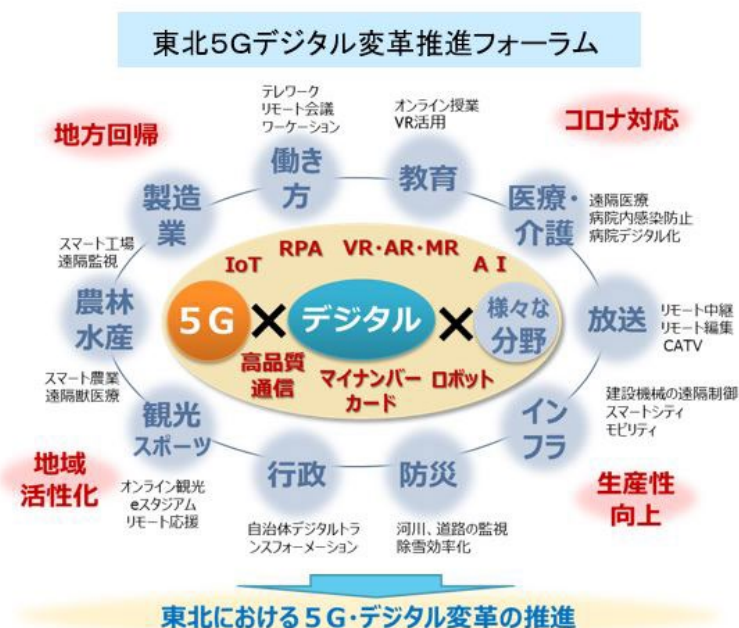 東北5Gデジタル変革推進フォーラム
地方回帰
コロナ対応
テレワーク
リモート会議
ワーケーション
働き
方
オンライン授業
VR活用
教育
医療・
介護
遠隔医療
病院内感染防止
病院デジタル化
製造
業
スマート工場
遠隔監視
IoT
RPA
VR・AR・MR
AI
農林
水産
5G
×
デジタル
×
様々な
分野
放送
リモート中継
リモート編集
CATV
高品質
通信
マイナンバー
カード
ロボット
スマート農業
遠隔獣医療
観光
スポーツ
オンライン観光
eスタジアム
リモート応援
行政
自治体デジタルトラ
ンスフォーメーション
防災
河川、道路の監視
除雪効率化
イン
フラ
建設機械の遠隔制御
スマートシティ
モビリティ
地域
活性化
生産性
向上
東北における5G・デジタル変革の推進